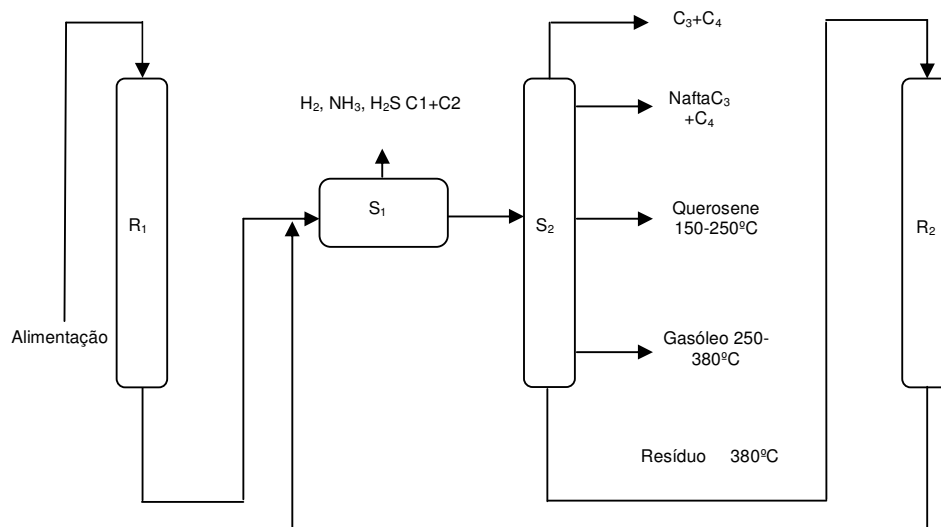 C₃+C₄
H₂, NH₃, H₂S C1+C2
NaftaC₃
+C₄
R₁
S₁
S₂
Querosene
150-250ºC
R₂
Alimentação
Gasóleo 250-
380ºC
Resíduo 380ºC